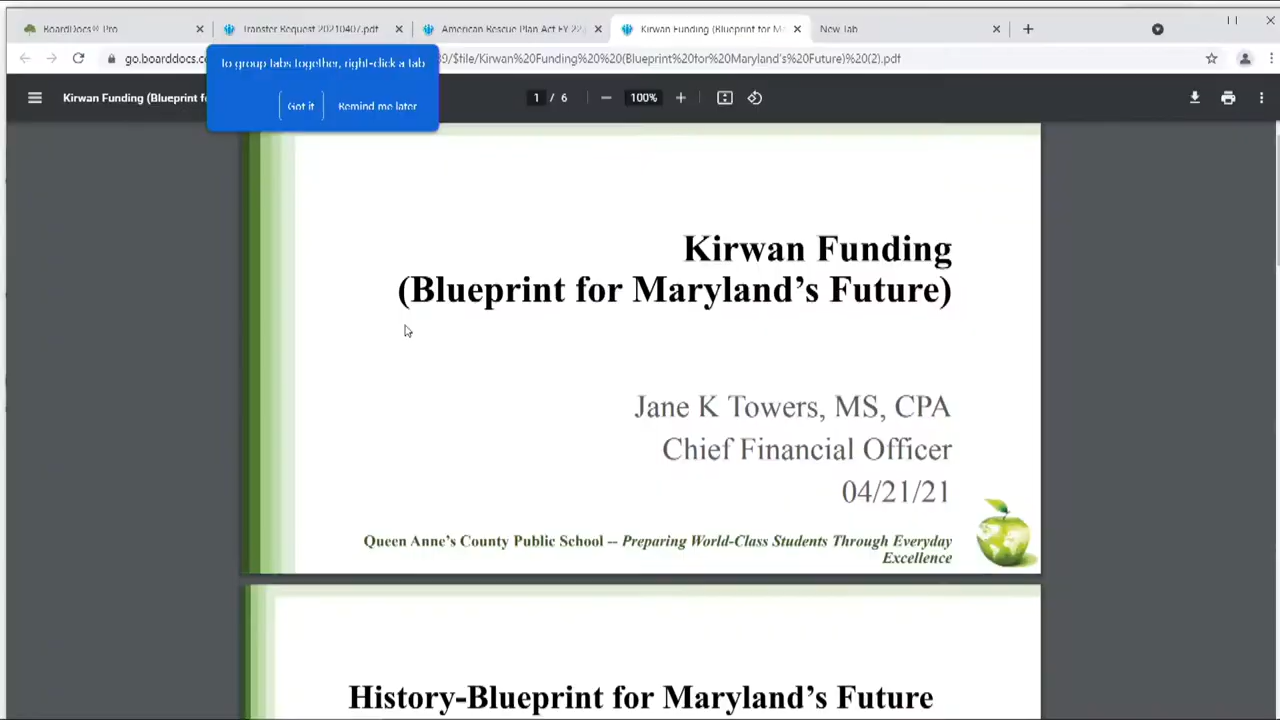 BoardDocs® Pro
Transfer Request 20210407.pdf
American Rescue Plan Act FY 22
Kirwan Funding (Blueprint for M
New Tab
go.boarddocs.c
/$file/Kirwan%20Funding%20%20(Blueprint%20for%20Maryland's%20Future)%20(2).pdf
To group tabs together, right-click a tab
Got it
Remind me later
Kirwan Funding (Blueprint fo
1 / 6
100%
Kirwan Funding
(Blueprint for Maryland’s Future)
Jane K Towers, MS, CPA
Chief Financial Officer
04/21/21
Queen Anne’s County Public School -- Preparing World-Class Students Through Everyday
Excellence
History-Blueprint for Maryland’s Future